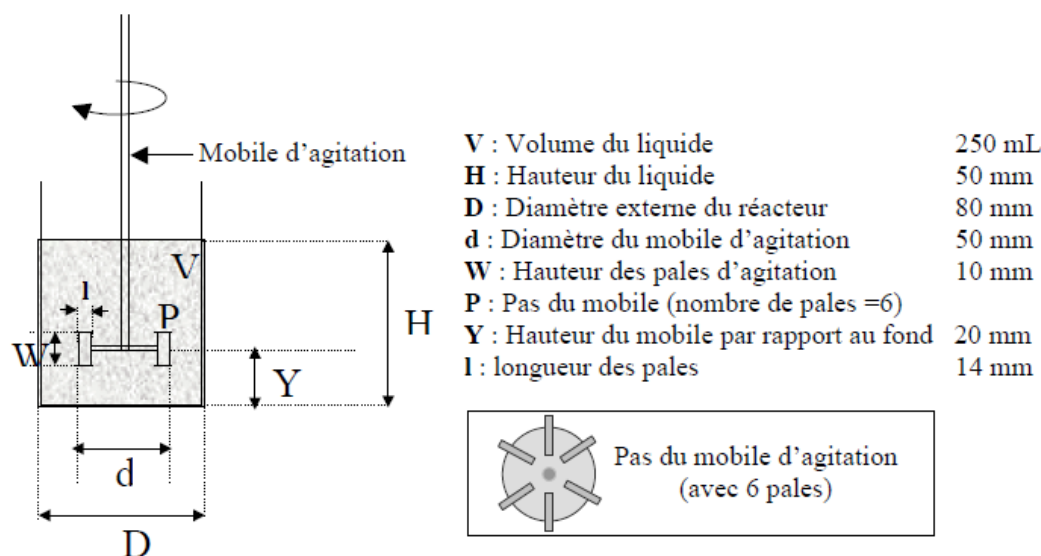 Mobile d'agitation
V
l
P
W
H
Y
d
D
V : Volume du liquide 250 mL
H : Hauteur du liquide 50 mm
D : Diamètre externe du réacteur 80 mm
d : Diamètre du mobile d'agitation 50 mm
W : Hauteur des pales d'agitation 10 mm
P : Pas du mobile (nombre de pales =6)
Y : Hauteur du mobile par rapport au fond 20 mm
l : longueur des pales 14 mm
Pas du mobile d'agitation
(avec 6 pales)